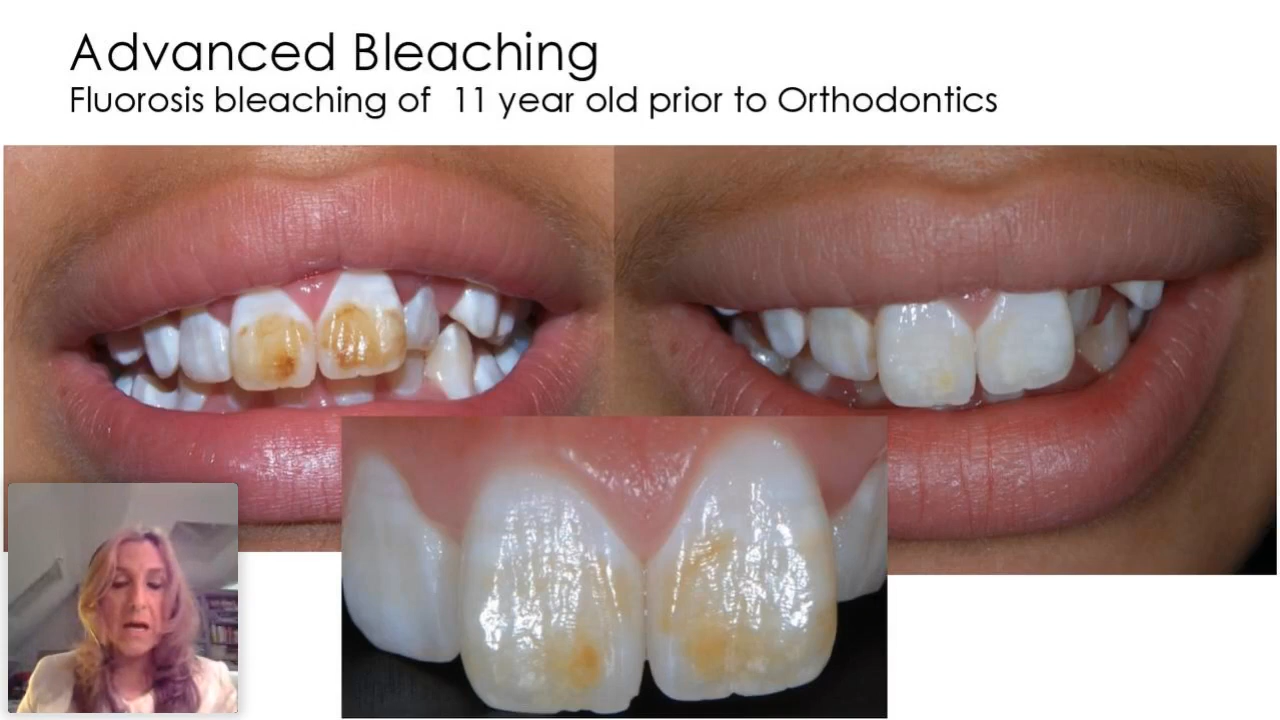 Advanced Bleaching
Fluorosis bleaching of 11 year old prior to Orthodontics